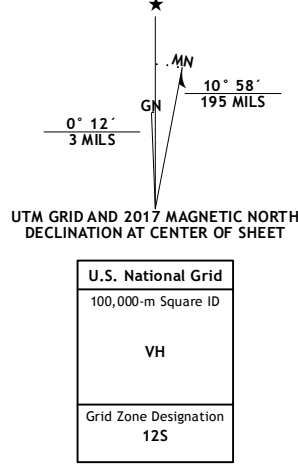 ★
MN
GN
10° 58´
195 MILS
0° 12´
3 MILS
UTM GRID AND 2017 MAGNETIC NORTH
DECLINATION AT CENTER OF SHEET
U.S. National Grid
100,000-m Square ID
VH
Grid Zone Designation
12S